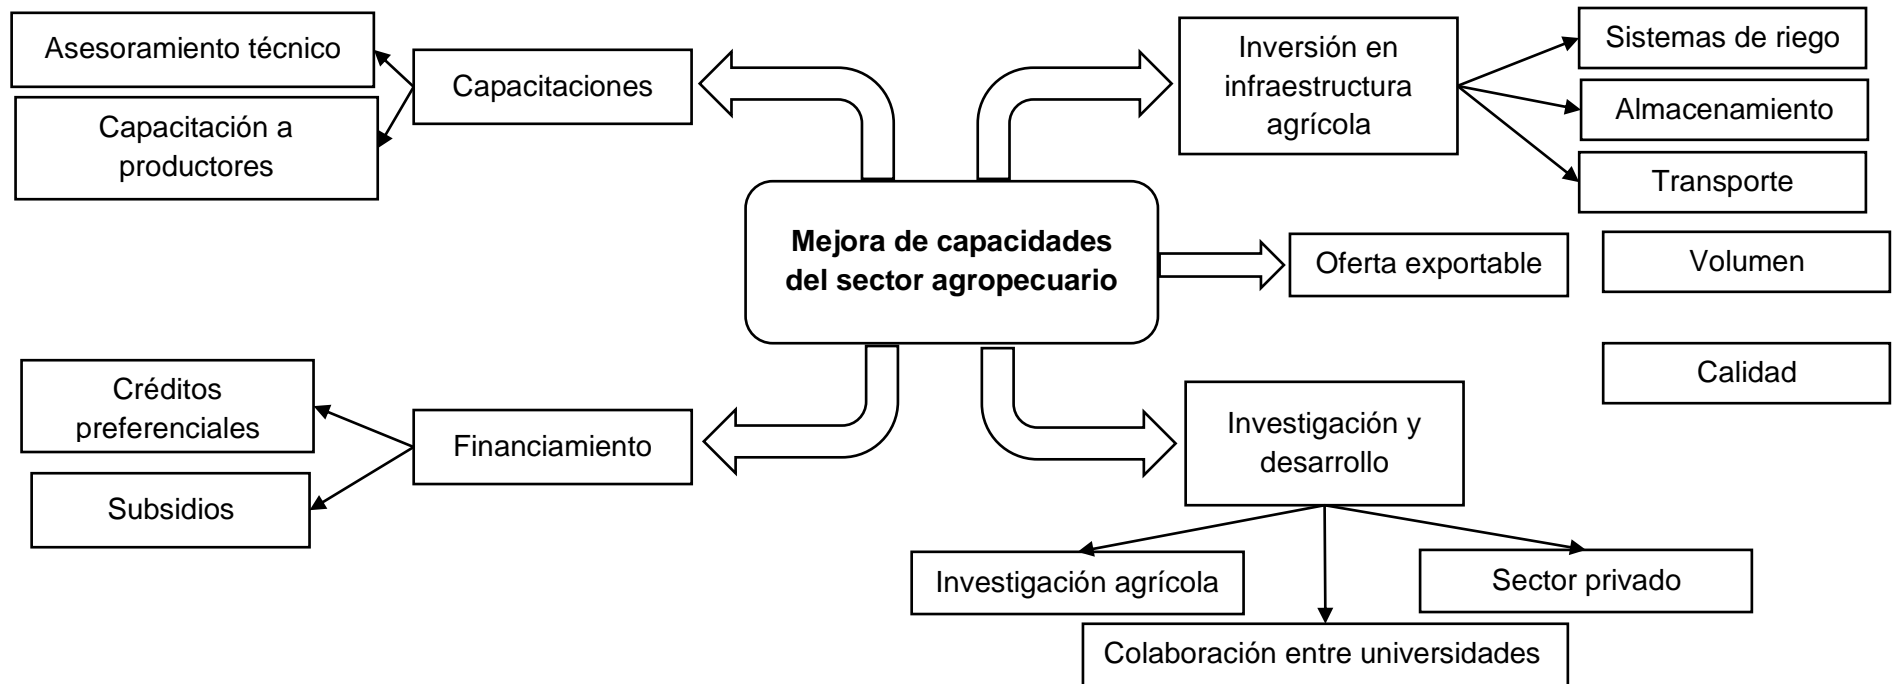 Asesoramiento técnico
Capacitación a
productores
Capacitaciones
Inversión en
infraestructura
agrícola
Sistemas de riego
Almacenamiento
Transporte
Mejora de capacidades
del sector agropecuario
Oferta exportable
Volumen
Calidad
Créditos
preferenciales
Subsidios
Financiamiento
Investigación y
desarrollo
Investigación agrícola
Sector privado
Colaboración entre universidades